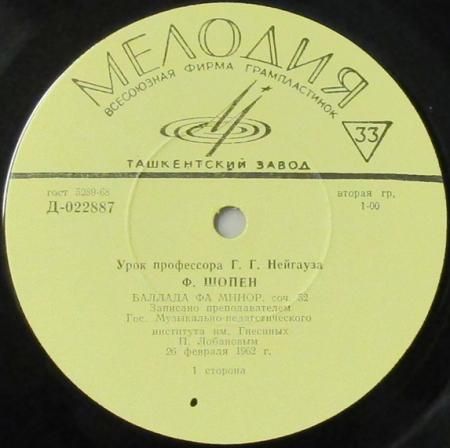 МЕЛОДИЯ
ВСЕСОЮЗНАЯ ФИРМА ГРАМПЛАСТИНОК
33
ТАШКЕНТСКИЙ ЗАВОД
гост 5289-68
Д-022887
вторая гр,
1-00
Урок профессора Г. Г. Нейгауза
Ф. ШОПЕН
БАЛЛАДА ФА МИНОР, соч. 52
Записано преподавателем
Гос. Музыкально-педагогического
института им. Гнесиных
П. Лобановым
26 февраля 1962 г.
1 сторона